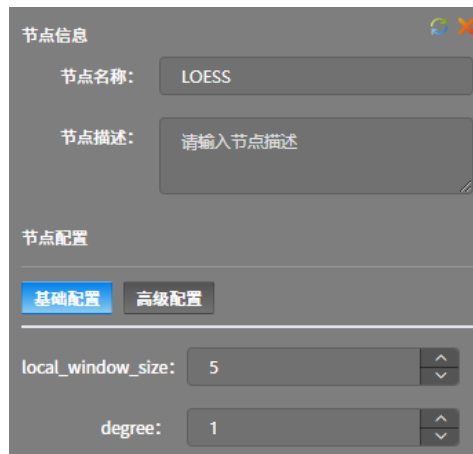 节点信息
节点名称： LOESS
节点描述： 请输入节点描述
节点配置
基础配置 高级配置
local_window_size： 5
degree： 1